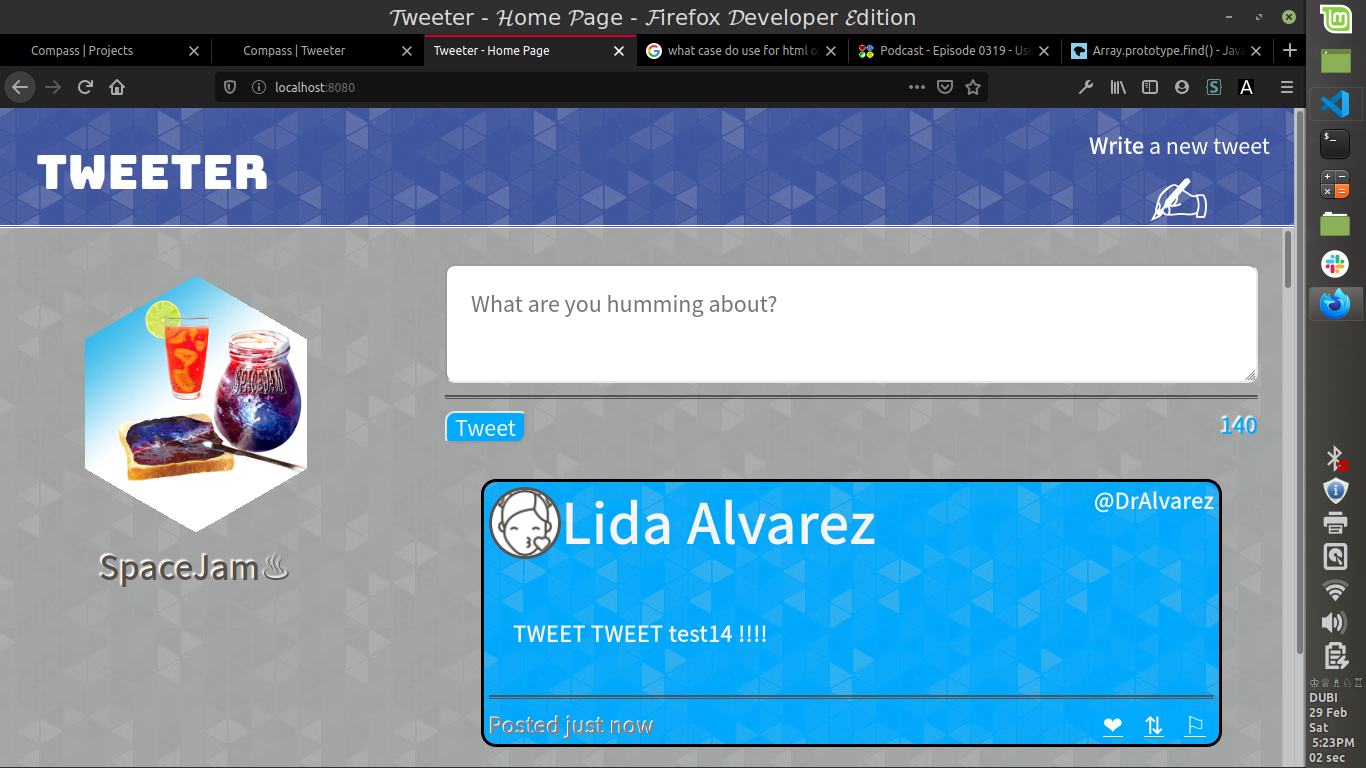 𝓣weeter - 𝓗ome 𝓟age - 𝓕irefox 𝓓eveloper 𝓔dition
Compass | Projects
Compass | Tweeter
Tweeter - Home Page
what case do use for html o
Podcast - Episode 0319 - Usi
Array.prototype.find() - Java
localhost:8080
S
A
TWEETER
Write a new tweet
SPACEJAM
SpaceJam♨
What are you humming about?
Tweet
140
Lida Alvarez
@DrAlvarez
TWEET TWEET test14 !!!!
Posted just now
DUBI
29 Feb
Sat
5:23PM
02 sec